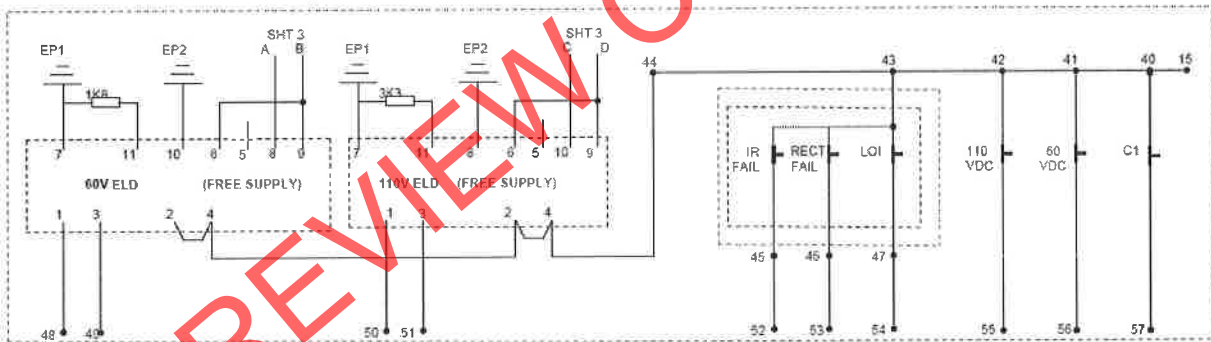 SHT 3
SHT 3
EP1
EP2
A
B
EP1
EP2
C
D
44
43
42
41
40
15
1K8
3K3
7
11
10
6
5
8
9
7
11
8
6
5
10
9
IR FAIL
RECT FAIL
LOI
110 VDC
60 VDC
C1
60V ELD
(FREE SUPPLY)
110V ELD
(FREE SUPPLY)
1
3
2
4
1
3
2
4
45
46
47
48
49
50
51
52
53
54
55
56
57
REVIEW